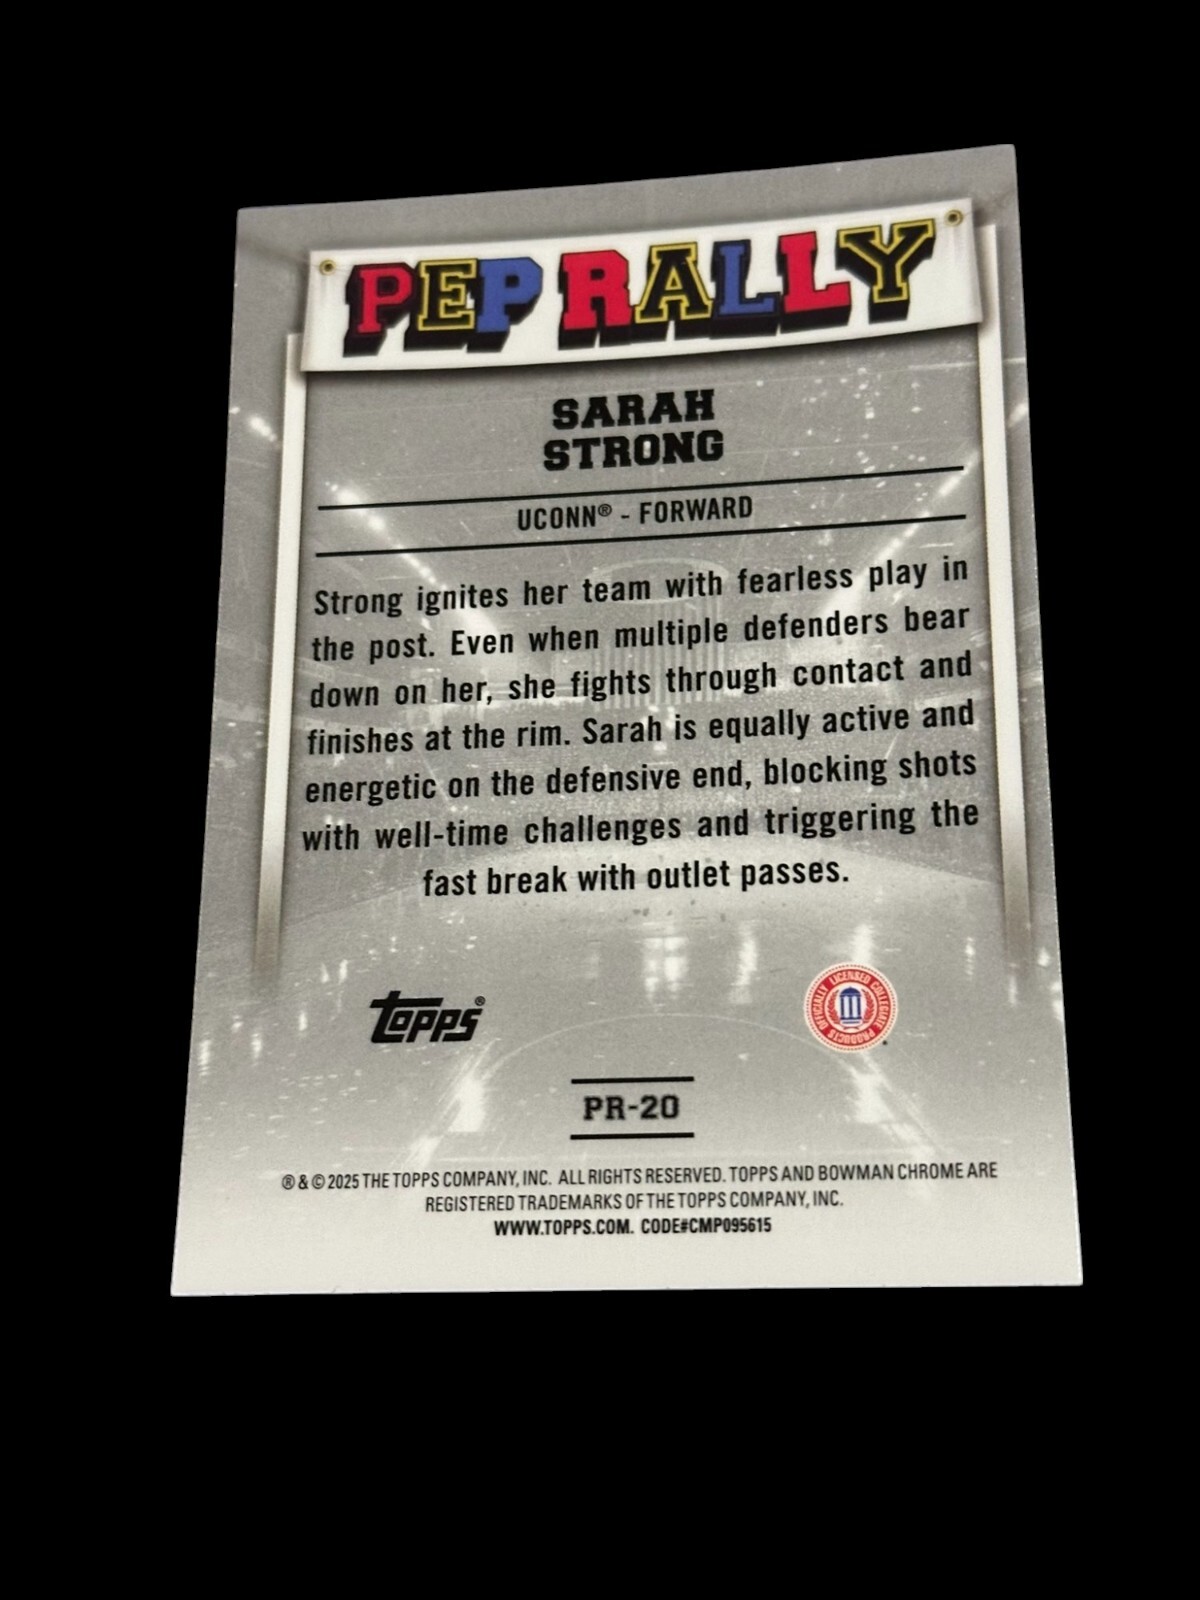 PEP RALLY
SARAH
STRONG
UCONN® - FORWARD
Strong ignites her team with fearless play in
the post. Even when multiple defenders bear
down on her, she fights through contact and
finishes at the rim. Sarah is equally active and
energetic on the defensive end, blocking shots
with well-time challenges and triggering the
fast break with outlet passes.
Topps®
OFFICIALLY LICENSED COLLEGIATE PRODUCTS
PR-20
® & © 2025 THE TOPPS COMPANY, INC. ALL RIGHTS RESERVED. TOPPS AND BOWMAN CHROME ARE
REGISTERED TRADEMARKS OF THE TOPPS COMPANY, INC.
WWW.TOPPS.COM. CODE#CMP095615